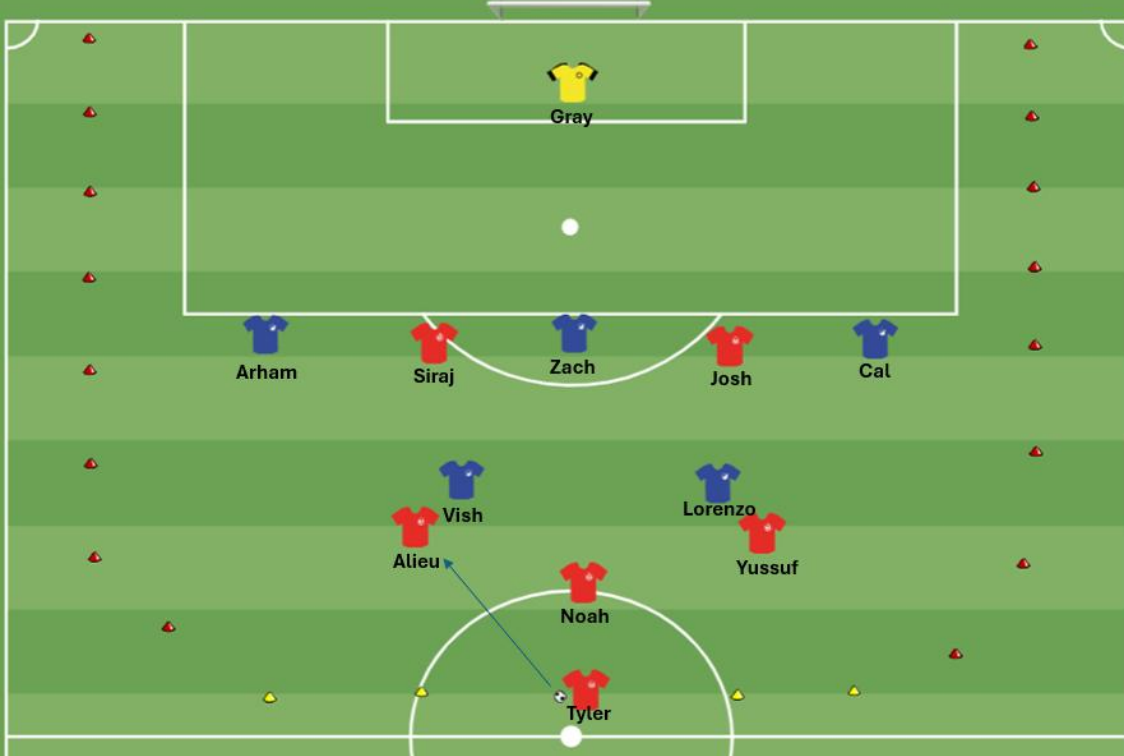 Gray
Arham
Siraj
Zach
Josh
Cal
Vish
Lorenzo
Alieu
Yussuf
Noah
Tyler